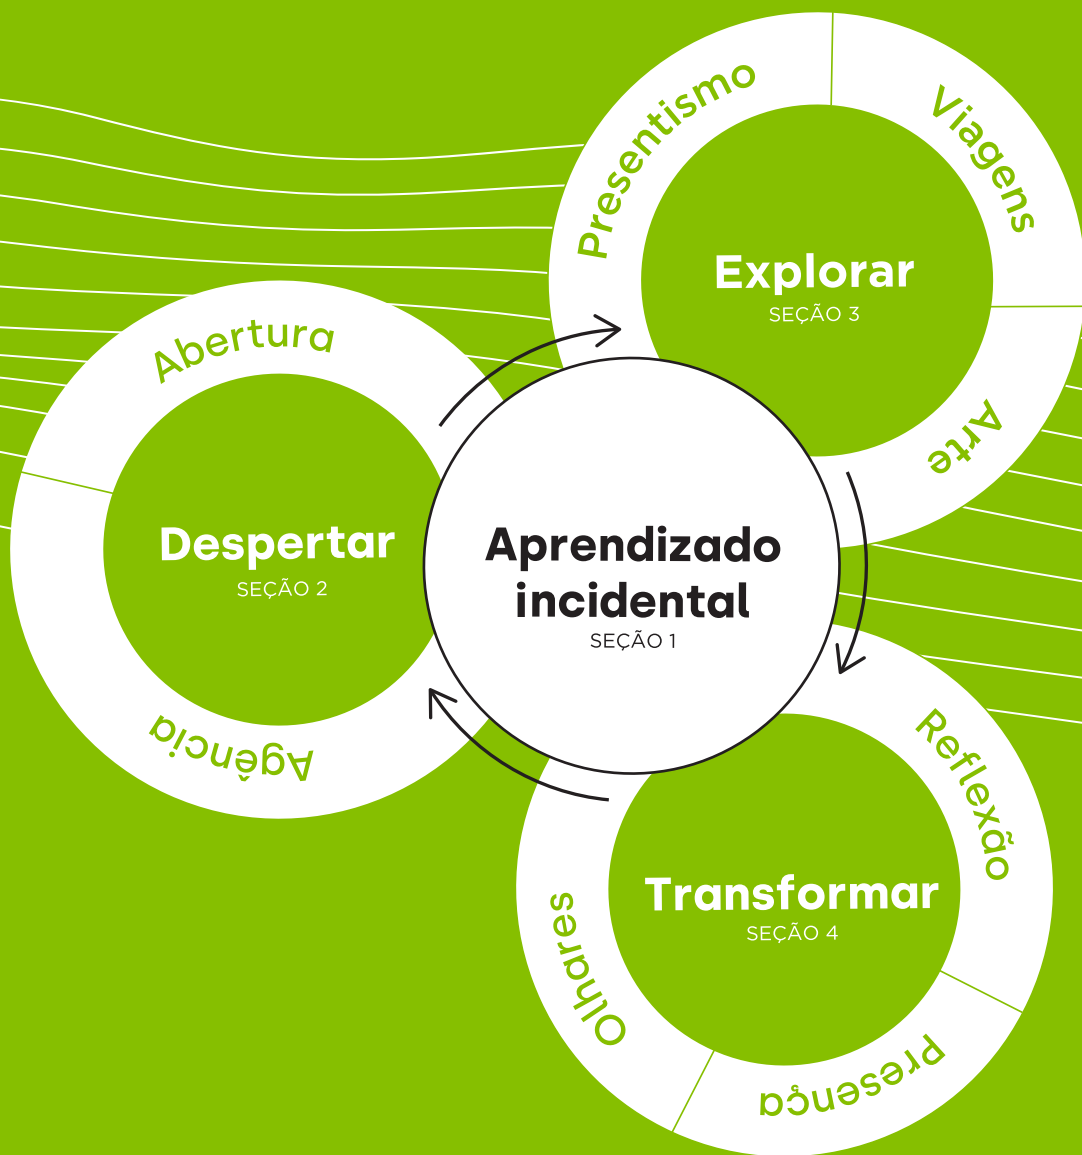 Presentismo
Viagens
Explorar
SEÇÃO 3
Arte
Abertura
Despertar
SEÇÃO 2
Agência
Aprendizado
incidental
SEÇÃO 1
Reflexão
Transformar
SEÇÃO 4
Olhares
Presença